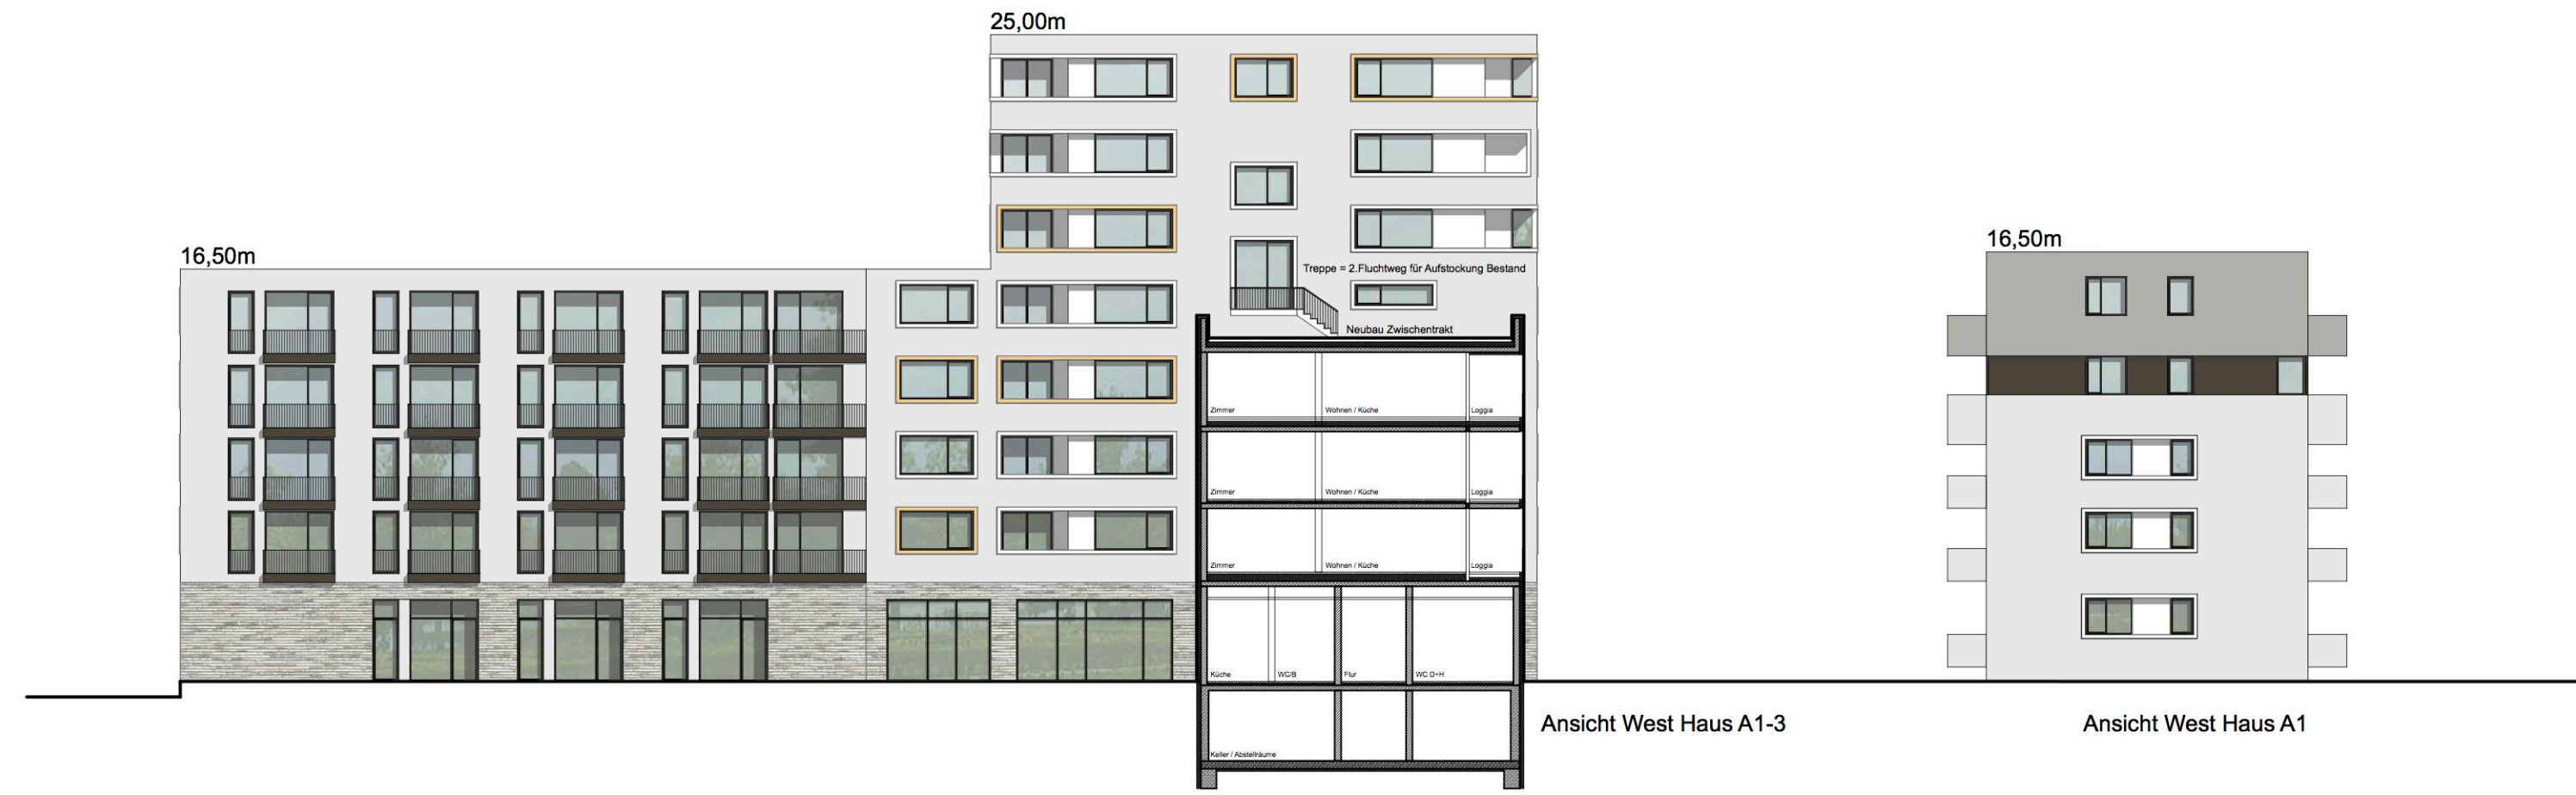 25,00m
16,50m
16,50m
Treppe = 2.Fluchtweg für Aufstockung Bestand
Neubau Zwischentrakt
Zimmer Wohnen / Küche Loggia
Zimmer Wohnen / Küche Loggia
Zimmer Wohnen / Küche Loggia
Küche WC/B Flur WC D+H
Keller / Abstellräume
Ansicht West Haus A1-3
Ansicht West Haus A1